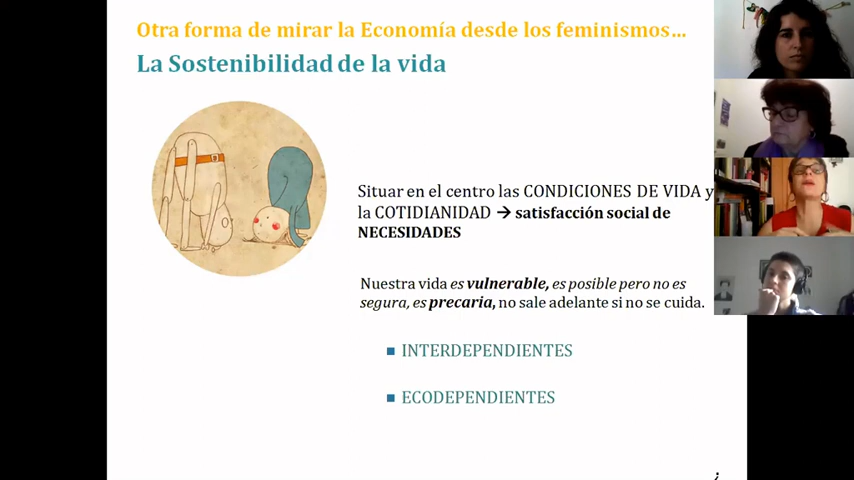 Otra forma de mirar la Economía desde los feminismos...
La Sostenibilidad de la vida
Situar en el centro las CONDICIONES DE VIDA y
la COTIDIANIDAD → satisfacción social de
NECESIDADES
Nuestra vida es vulnerable, es posible pero no es
segura, es precaria, no sale adelante si no se cuida.
■ INTERDEPENDIENTES
■ ECODEPENDIENTES
¿